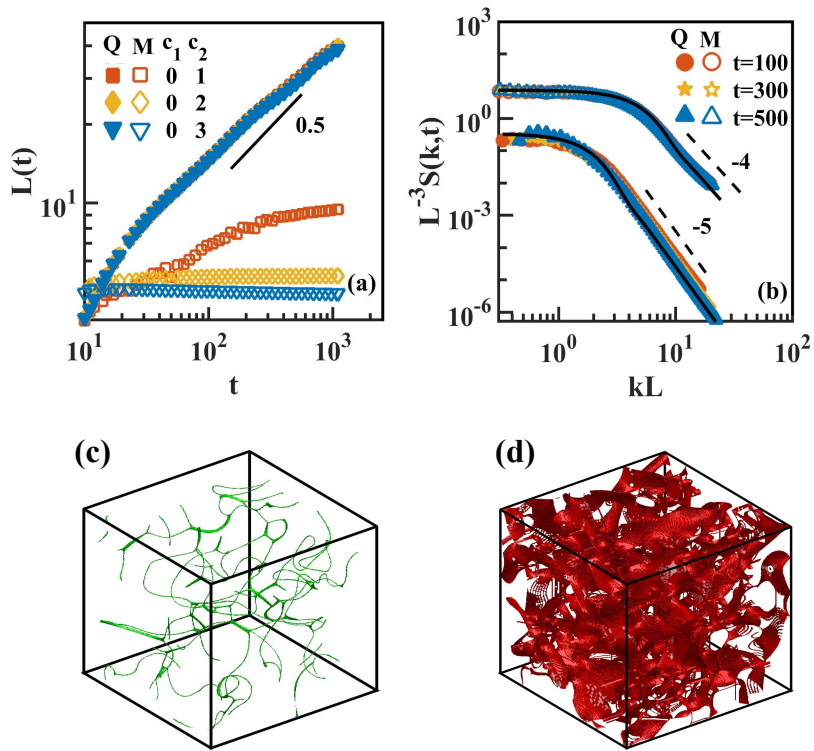 Q M c₁ c₂
0 1
0 2
0 3
0.5
L(t)
10¹
(a)
10¹ 10² 10³
t
Q M
t=100
t=300
t=500
-4
-5
L⁻³S(k,t)
10⁰
10⁻³
10⁻⁶
(b)
10⁰ 10¹ 10²
kL
(c)
(d)